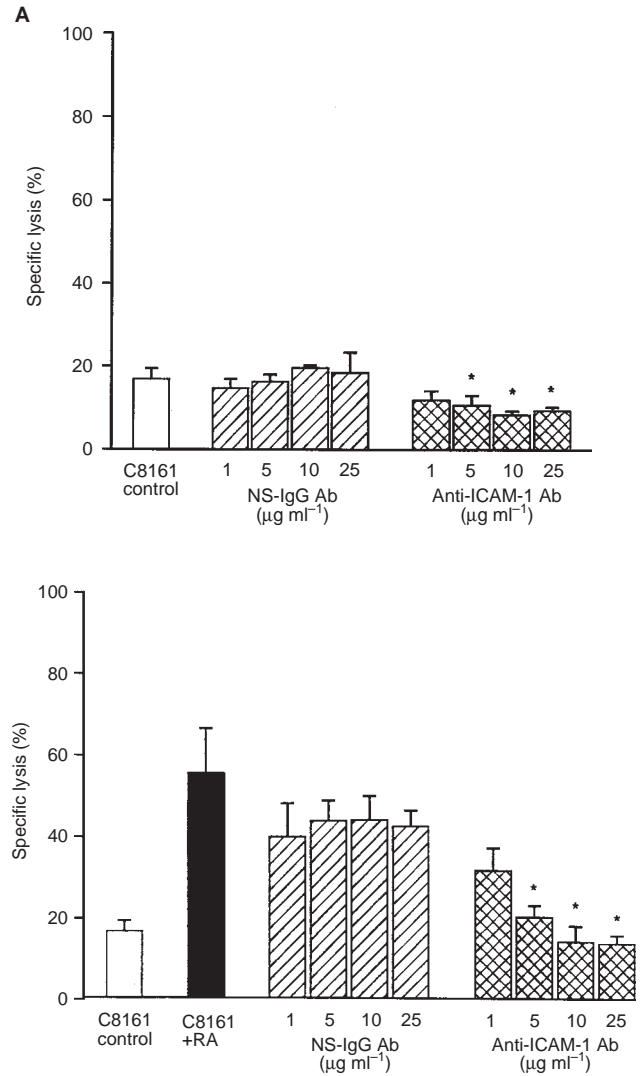 A
100
80
60
40
20
0
Specific lysis (%)
* * *
C8161
control
1 5 10 25
NS-IgG Ab
(μg ml⁻¹)
1 5 10 25
Anti-ICAM-1 Ab
(μg ml⁻¹)
100
80
60
40
20
0
Specific lysis (%)
* * *
C8161
control
C8161
+RA
1 5 10 25
NS-IgG Ab
(μg ml⁻¹)
1 5 10 25
Anti-ICAM-1 Ab
(μg ml⁻¹)